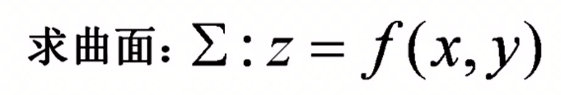 求曲面：Σ：z = f(x, y)